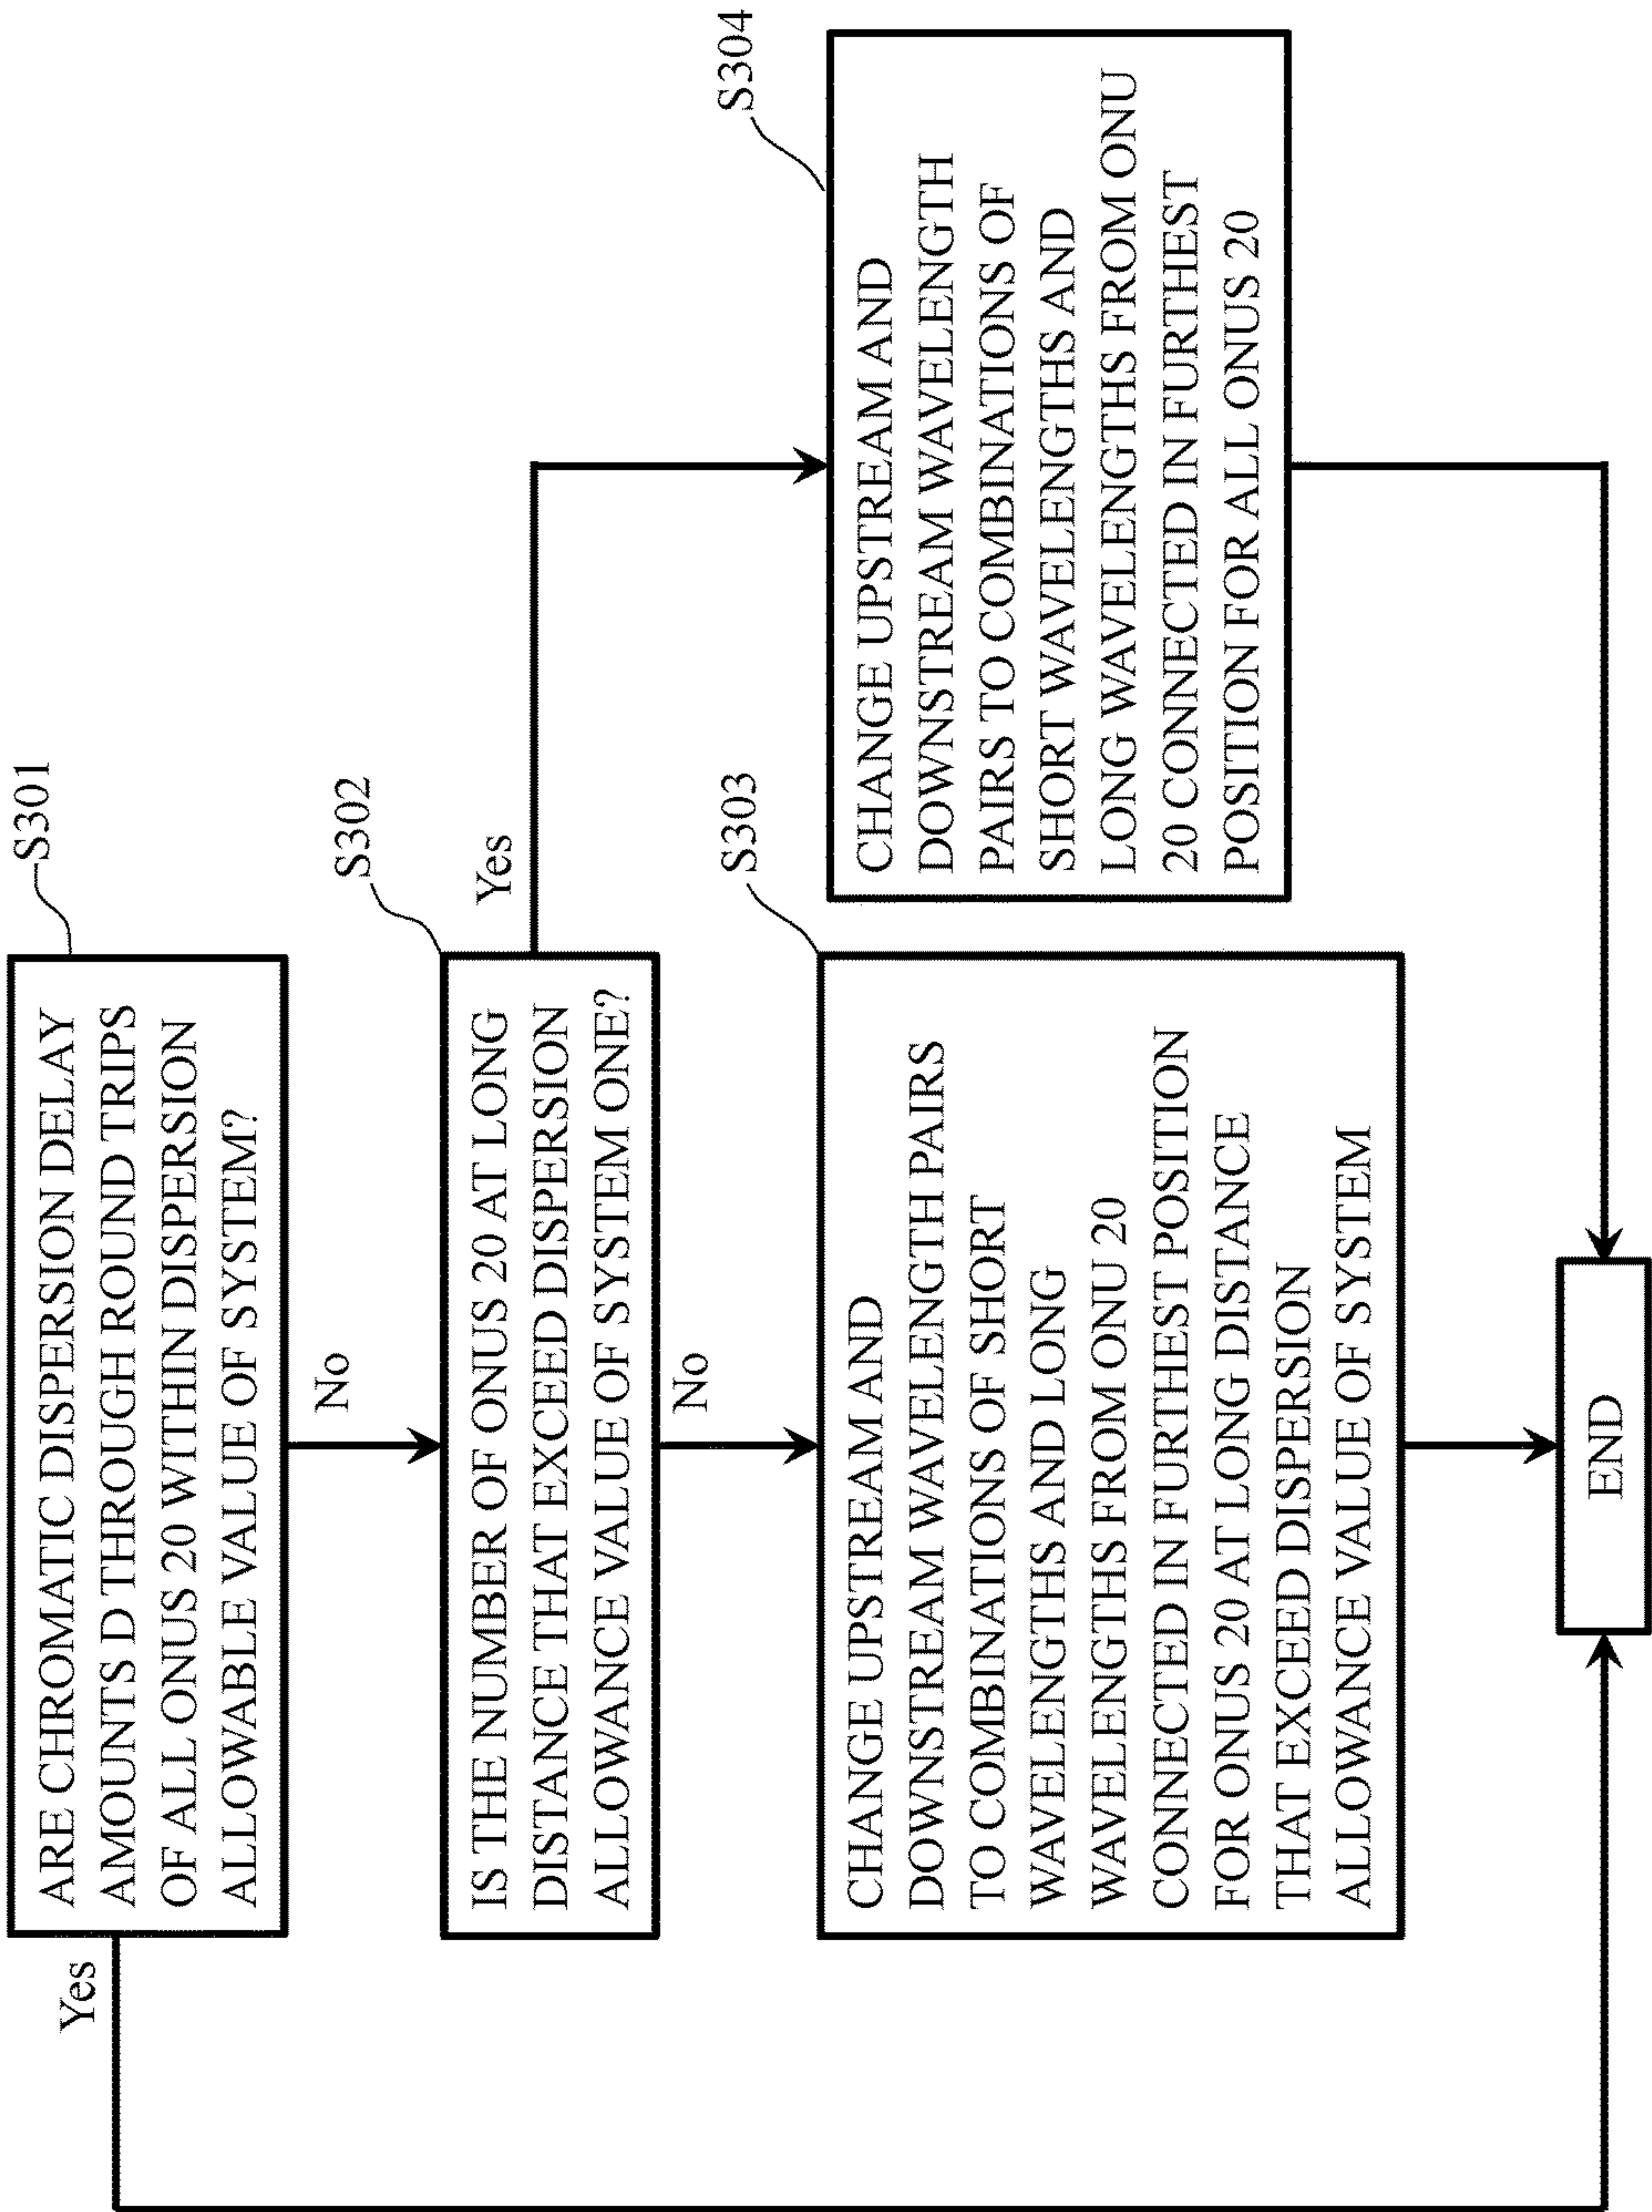 S301
ARE CHROMATIC DISPERSION DELAY
AMOUNTS D THROUGH ROUND TRIPS
OF ALL ONUS 20 WITHIN DISPERSION
ALLOWABLE VALUE OF SYSTEM?
Yes
No
S302
IS THE NUMBER OF ONUS 20 AT LONG
DISTANCE THAT EXCEED DISPERSION
ALLOWANCE VALUE OF SYSTEM ONE?
Yes
No
S303
CHANGE UPSTREAM AND
DOWNSTREAM WAVELENGTH PAIRS
TO COMBINATIONS OF SHORT
WAVELENGTHS AND LONG
WAVELENGTHS FROM ONU 20
CONNECTED IN FURTHEST POSITION
FOR ONUS 20 AT LONG DISTANCE
THAT EXCEED DISPERSION
ALLOWANCE VALUE OF SYSTEM
S304
CHANGE UPSTREAM AND
DOWNSTREAM WAVELENGTH
PAIRS TO COMBINATIONS OF
SHORT WAVELENGTHS AND
LONG WAVELENGTHS FROM ONU
20 CONNECTED IN FURTHEST
POSITION FOR ALL ONUS 20
END